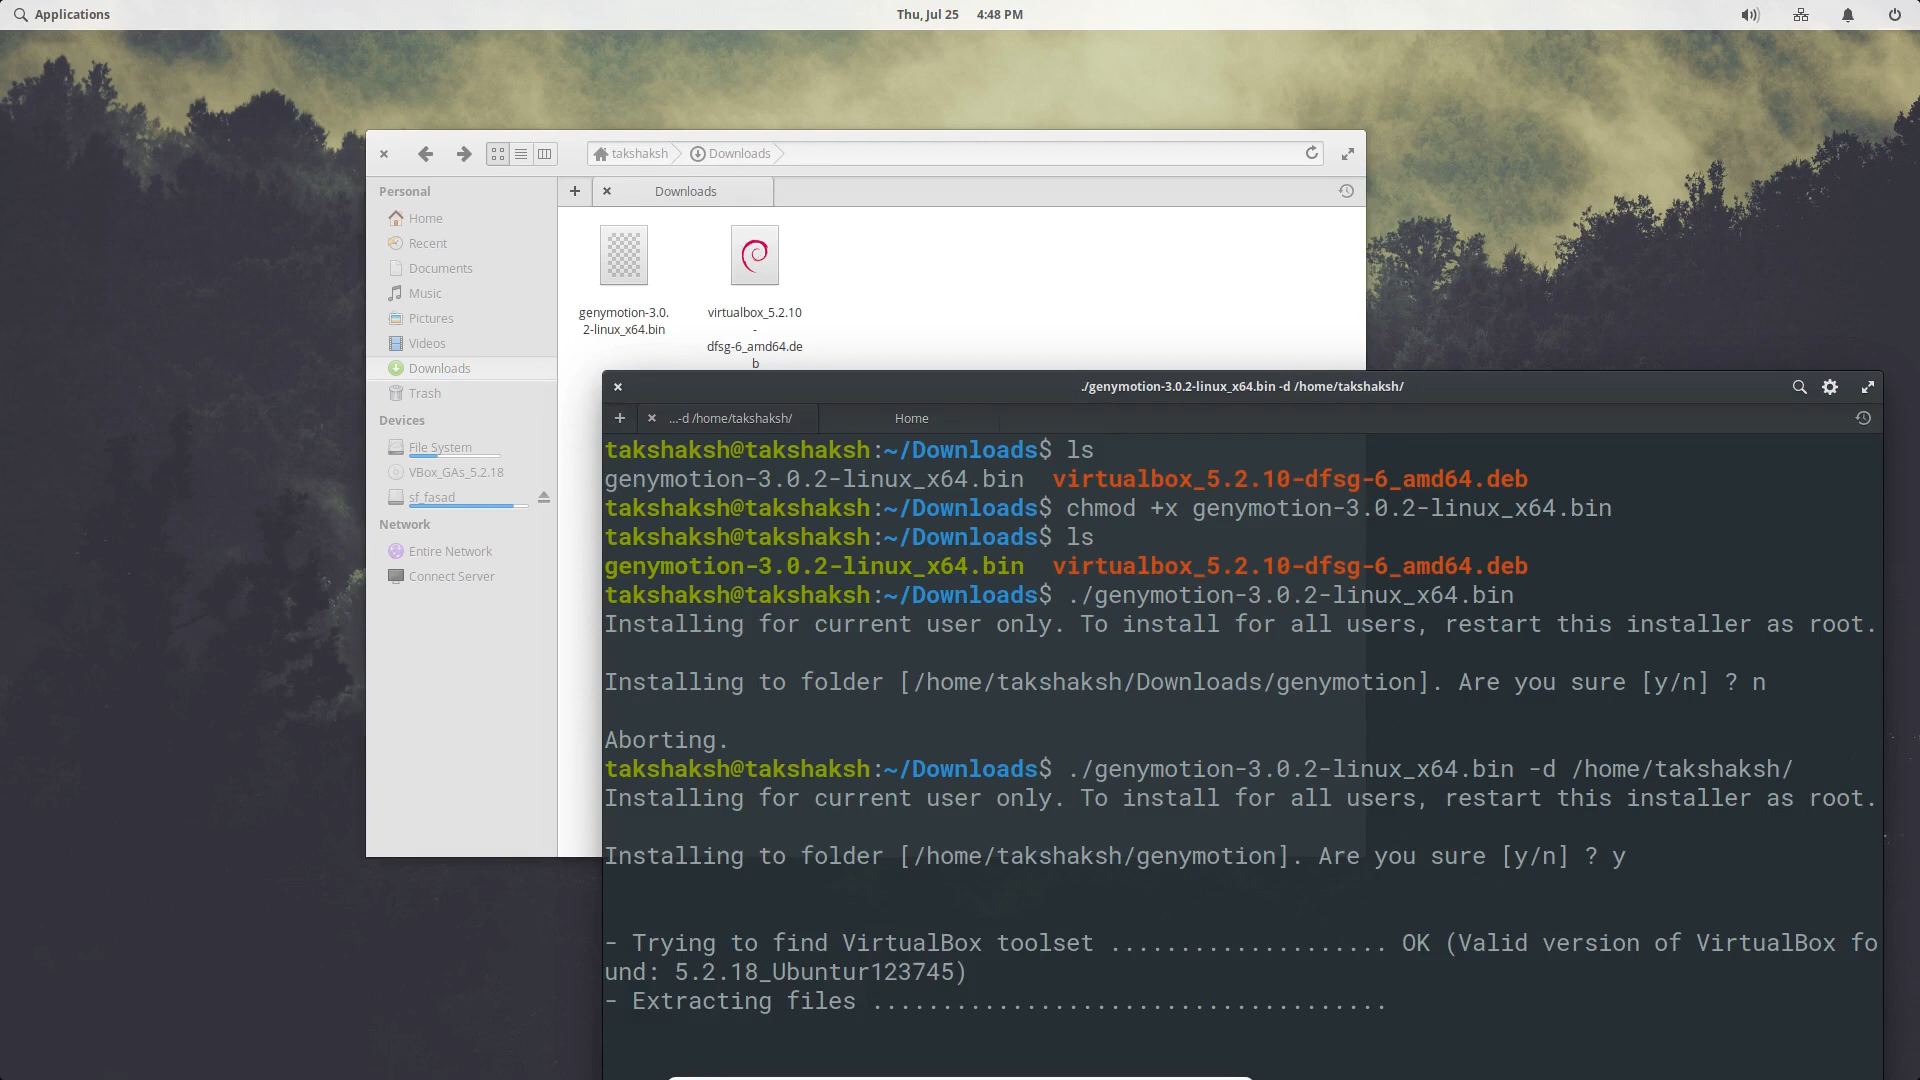 Applications
Thu, Jul 25 4:48 PM
takshaksh Downloads
Personal
Home
Recent
Documents
Music
Pictures
Videos
Downloads
Trash
Devices
File System
VBox_GAs_5.2.18
sf_fasad
Network
Entire Network
Connect Server
Downloads
genymotion-3.0.
2-linux_x64.bin
virtualbox_5.2.10
-
dfsg-6_amd64.de
b
./genymotion-3.0.2-linux_x64.bin -d /home/takshaksh/
...-d /home/takshaksh/
Home
takshaksh@takshaksh:~/Downloads$ ls
genymotion-3.0.2-linux_x64.bin  virtualbox_5.2.10-dfsg-6_amd64.deb
takshaksh@takshaksh:~/Downloads$ chmod +x genymotion-3.0.2-linux_x64.bin
takshaksh@takshaksh:~/Downloads$ ls
genymotion-3.0.2-linux_x64.bin  virtualbox_5.2.10-dfsg-6_amd64.deb
takshaksh@takshaksh:~/Downloads$ ./genymotion-3.0.2-linux_x64.bin
Installing for current user only. To install for all users, restart this installer as root.
Installing to folder [/home/takshaksh/Downloads/genymotion]. Are you sure [y/n] ? n
Aborting.
takshaksh@takshaksh:~/Downloads$ ./genymotion-3.0.2-linux_x64.bin -d /home/takshaksh/
Installing for current user only. To install for all users, restart this installer as root.
Installing to folder [/home/takshaksh/genymotion]. Are you sure [y/n] ? y
- Trying to find VirtualBox toolset .................... OK (Valid version of VirtualBox fo
und: 5.2.18_Ubuntur123745)
- Extracting files .....................................